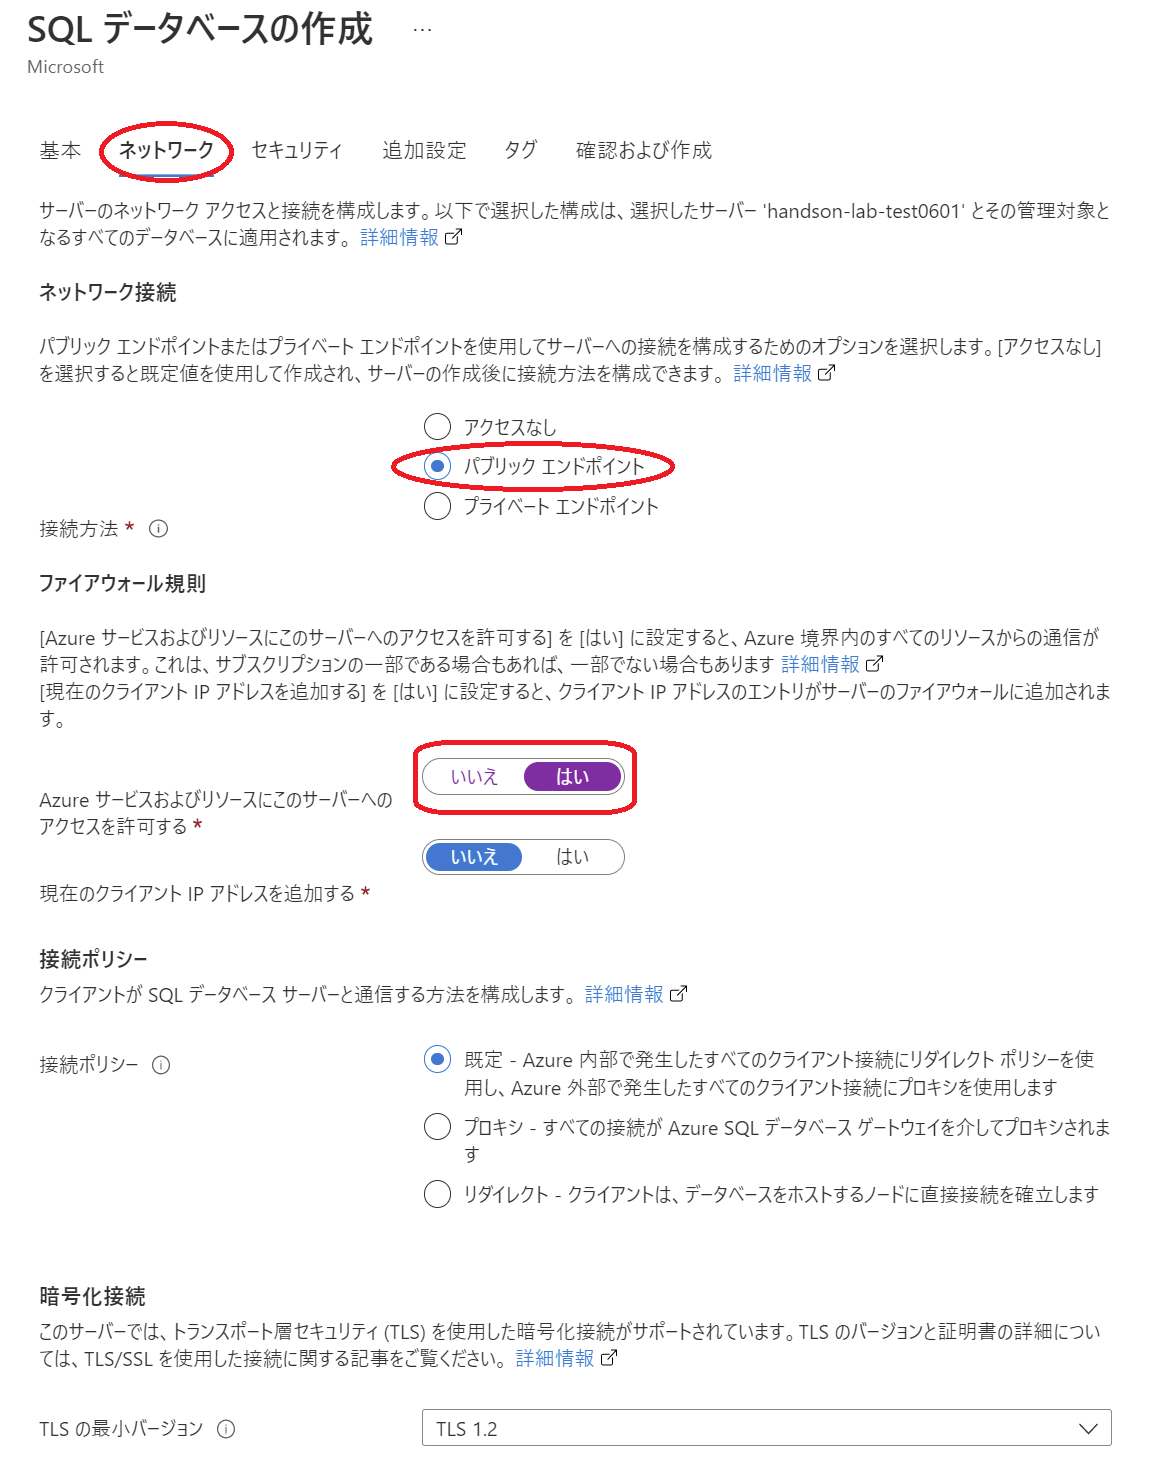 SQL データベースの作成 …
Microsoft
基本 ネットワーク セキュリティ 追加設定 タグ 確認および作成
サーバーのネットワーク アクセスと接続を構成します。以下で選択した構成は、選択したサーバー 'handson-lab-test0601' とその管理対象と
なるすべてのデータベースに適用されます。 詳細情報
ネットワーク接続
パブリック エンドポイントまたはプライベート エンドポイントを使用してサーバーへの接続を構成するためのオプションを選択します。[アクセスなし]
を選択すると既定値を使用して作成され、サーバーの作成後に接続方法を構成できます。 詳細情報
アクセスなし
パブリック エンドポイント
プライベート エンドポイント
接続方法 *
ファイアウォール規則
[Azure サービスおよびリソースにこのサーバーへのアクセスを許可する] を [はい] に設定すると、Azure 境界内のすべてのリソースからの通信が
許可されます。これは、サブスクリプションの一部である場合もあれば、一部でない場合もあります 詳細情報
[現在のクライアント IP アドレスを追加する] を [はい] に設定すると、クライアント IP アドレスのエントリがサーバーのファイアウォールに追加されま
す。
いいえ はい
Azure サービスおよびリソースにこのサーバーへの
アクセスを許可する *
いいえ はい
現在のクライアント IP アドレスを追加する *
接続ポリシー
クライアントが SQL データベース サーバーと通信する方法を構成します。 詳細情報
接続ポリシー
既定 - Azure 内部で発生したすべてのクライアント接続にリダイレクト ポリシーを使
用し、Azure 外部で発生したすべてのクライアント接続にプロキシを使用します
プロキシ - すべての接続が Azure SQL データベース ゲートウェイを介してプロキシされま
す
リダイレクト - クライアントは、データベースをホストするノードに直接接続を確立します
暗号化接続
このサーバーでは、トランスポート層セキュリティ (TLS) を使用した暗号化接続がサポートされています。TLS のバージョンと証明書の詳細につい
ては、TLS/SSL を使用した接続に関する記事をご覧ください。 詳細情報
TLS の最小バージョン
TLS 1.2